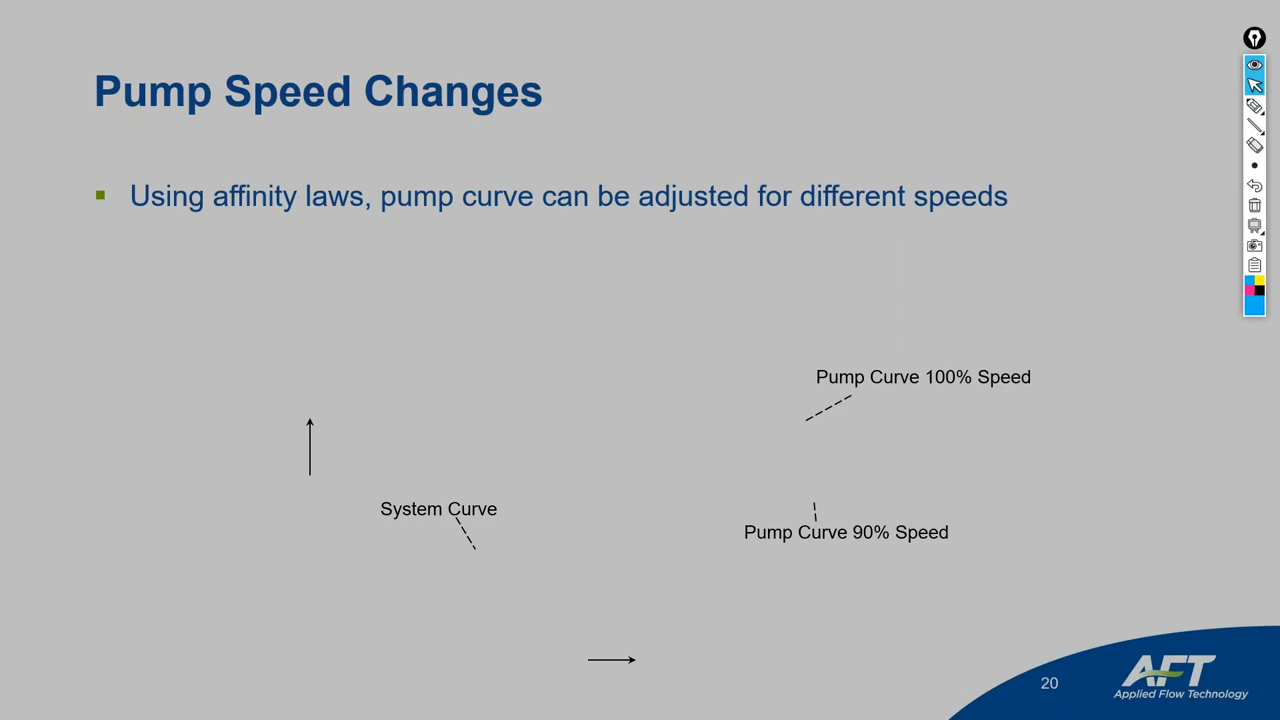 Pump Speed Changes
Using affinity laws, pump curve can be adjusted for different speeds
Pump Curve 100% Speed
System Curve
Pump Curve 90% Speed
20
AFT
Applied Flow Technology